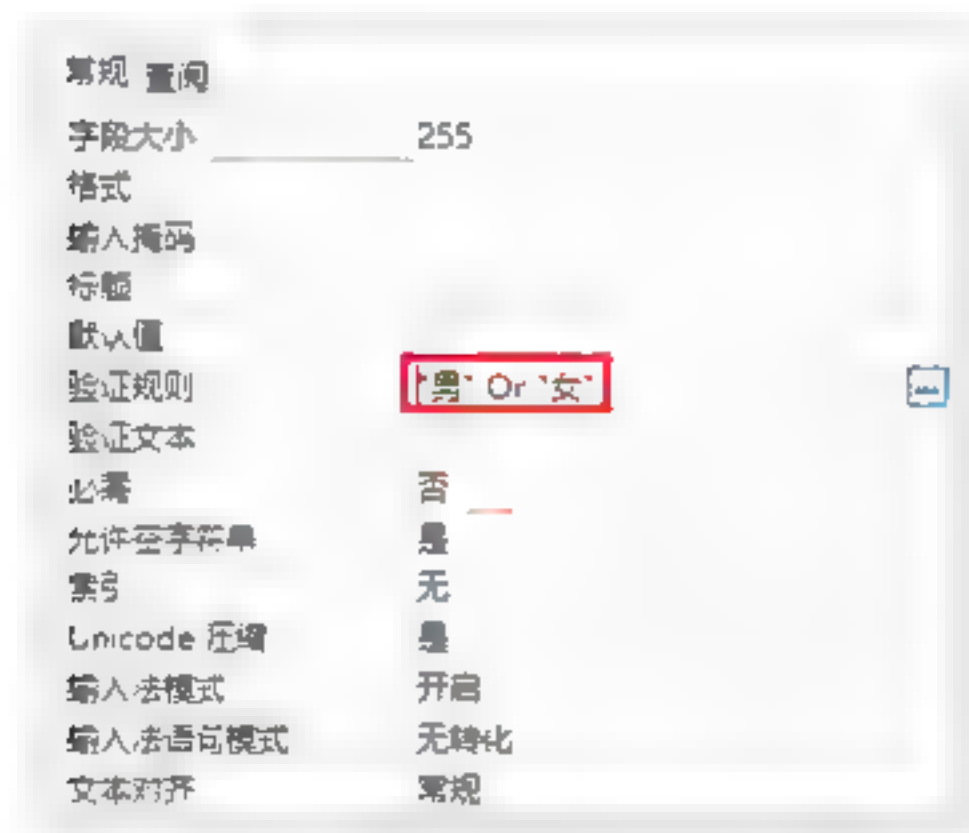 常规 查阅
字段大小 255
格式
输入掩码
标题
默认值
验证规则 "男" Or "女"
验证文本
必需 否
允许空字符串 是
索引 无
Unicode 压缩 是
输入法模式 开启
输入法语句模式 无转化
文本对齐 常规